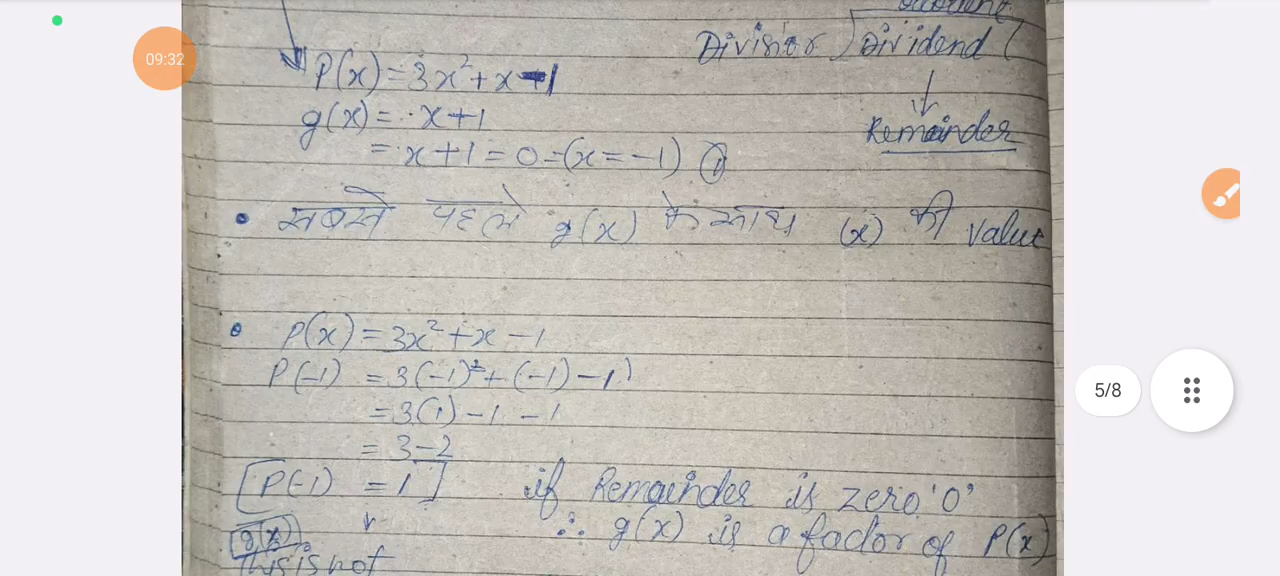 09:32
Divisior ) Dividend (
P(x) = 3x² + x - 1
g(x) = x+1
Remainder
= x+1 = 0 = (x = -1) ①
• सबसे पहले g(x) के साथ (x) की value
• P(x) = 3x² + x - 1
P(-1) = 3(-1)² + (-1) - 1)
= 3(1) - 1 - 1
5/8
= 3-2
[P(-1) = 1] if Remainder is zero '0'
∴ g(x) is a factor of P(x)
g(x)
This is not